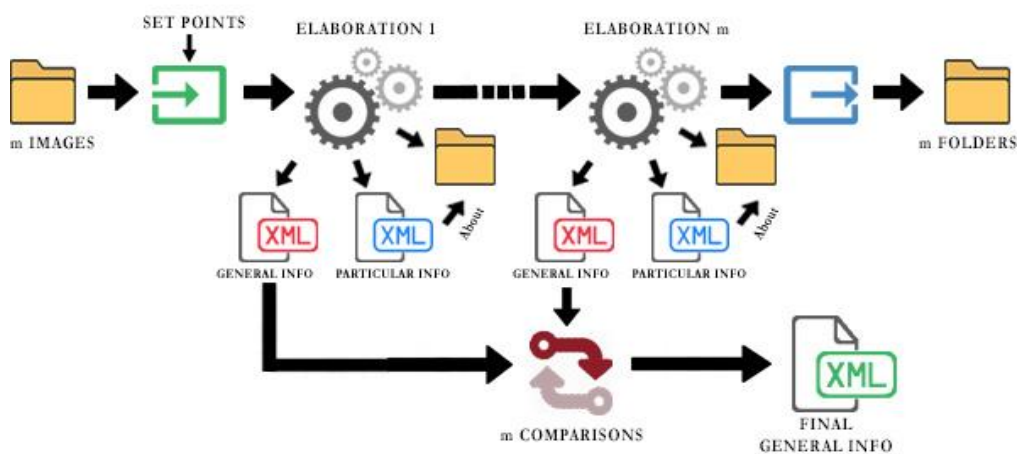 SET POINTS
ELABORATION 1
ELABORATION m
m IMAGES
m FOLDERS
XML
GENERAL INFO
XML
PARTICULAR INFO
About
XML
GENERAL INFO
XML
PARTICULAR INFO
About
m COMPARISONS
XML
FINAL
GENERAL INFO